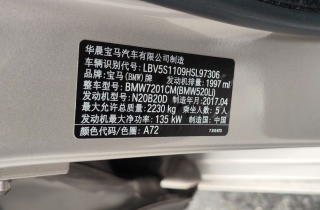 华晨宝马汽车有限公司制造
车辆识别代号: LBV5S1109HSL97306
品牌: 宝马(BMW)牌 发动机排量: 1997 ml
整车型号: BMW7201CM(BMW520LI)
发动机型号: N20B20D 制造年月: 2017.04
最大允许总质量: 2230 kg 乘坐人数: 5 人
发动机最大净功率: 135 kW 制造国: 中国
颜色代码/色圈: A72